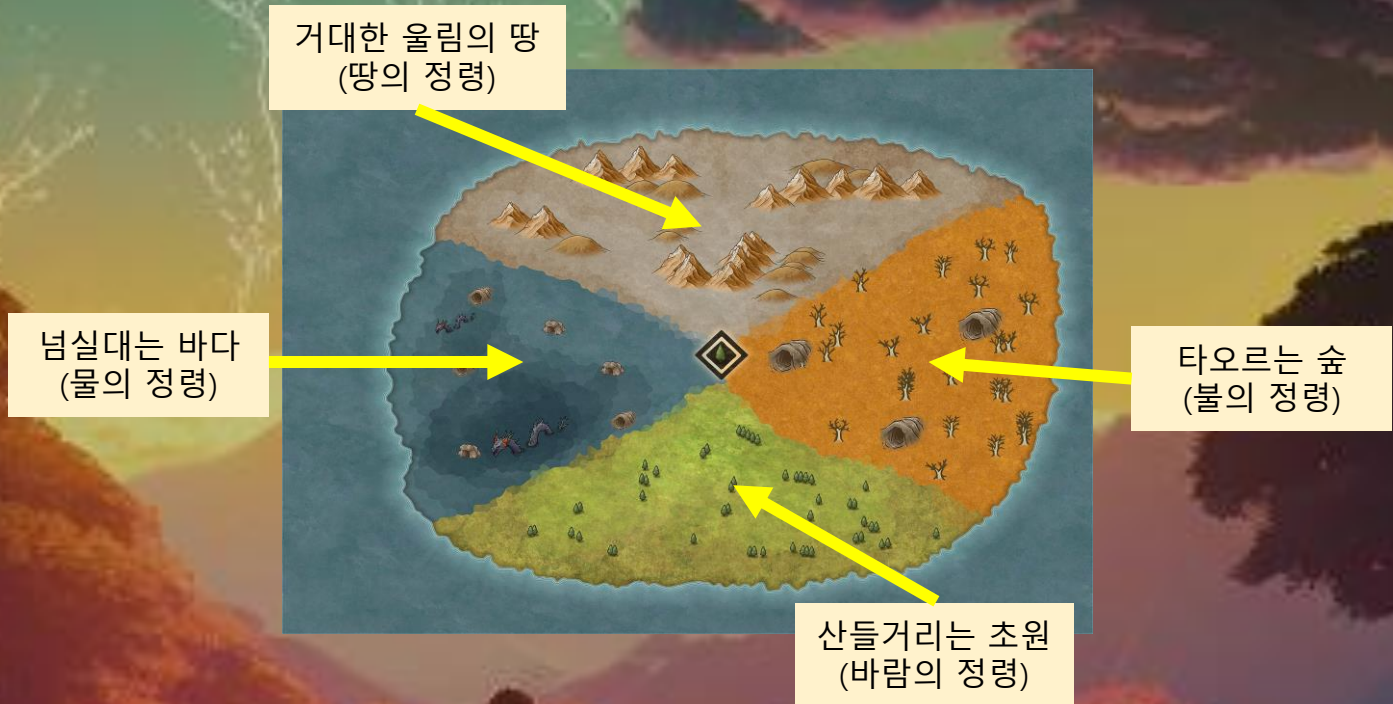 거대한 울림의 땅
(땅의 정령)
넘실대는 바다
(물의 정령)
타오르는 숲
(불의 정령)
산들거리는 초원
(바람의 정령)